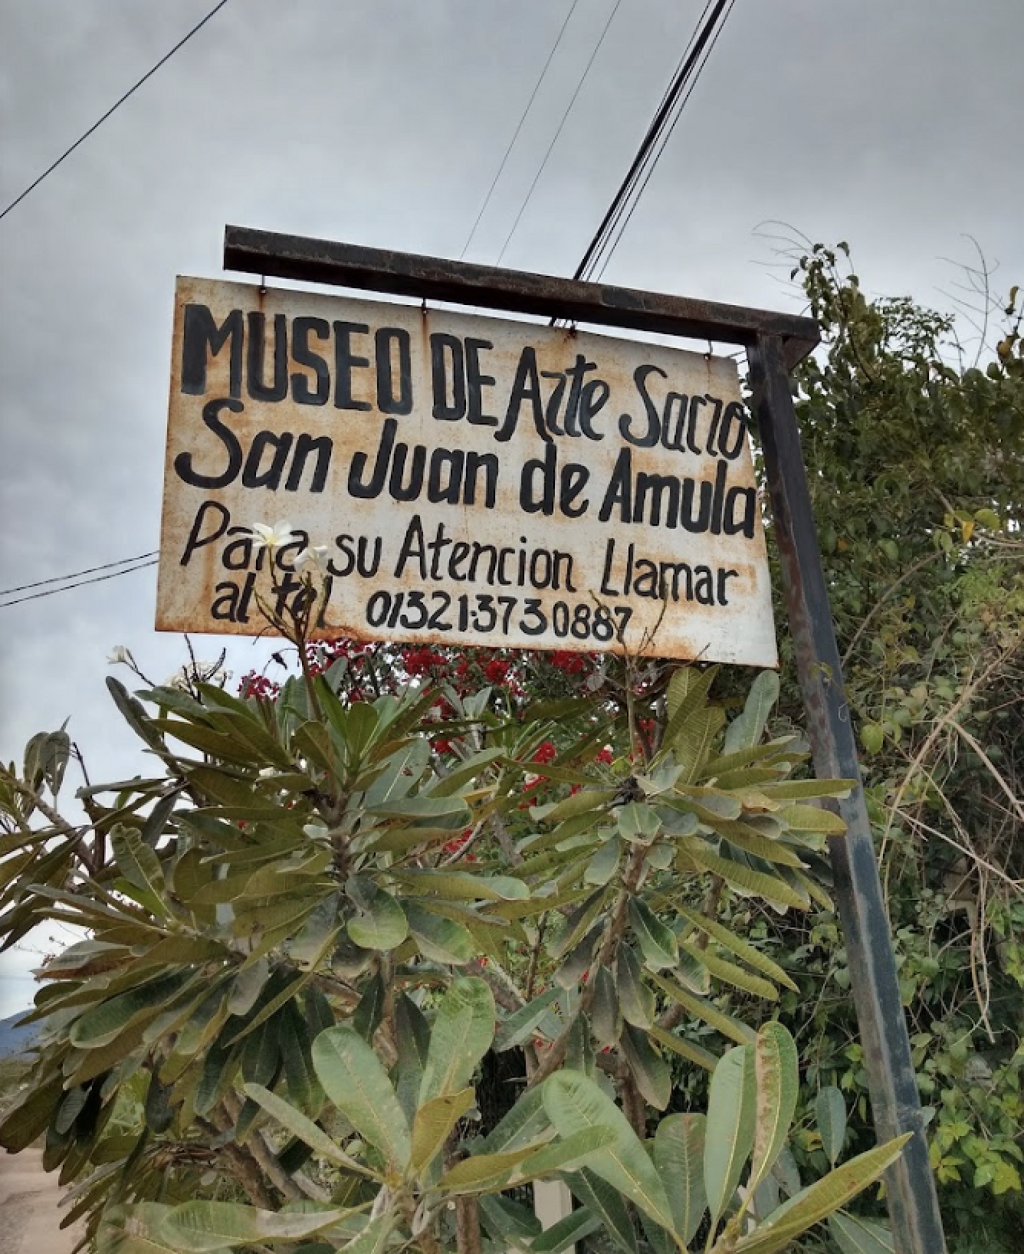 MUSEO DE Arte Sacro
San Juan de Amula
Para su Atencion Llamar
al tel 01321·373 0887